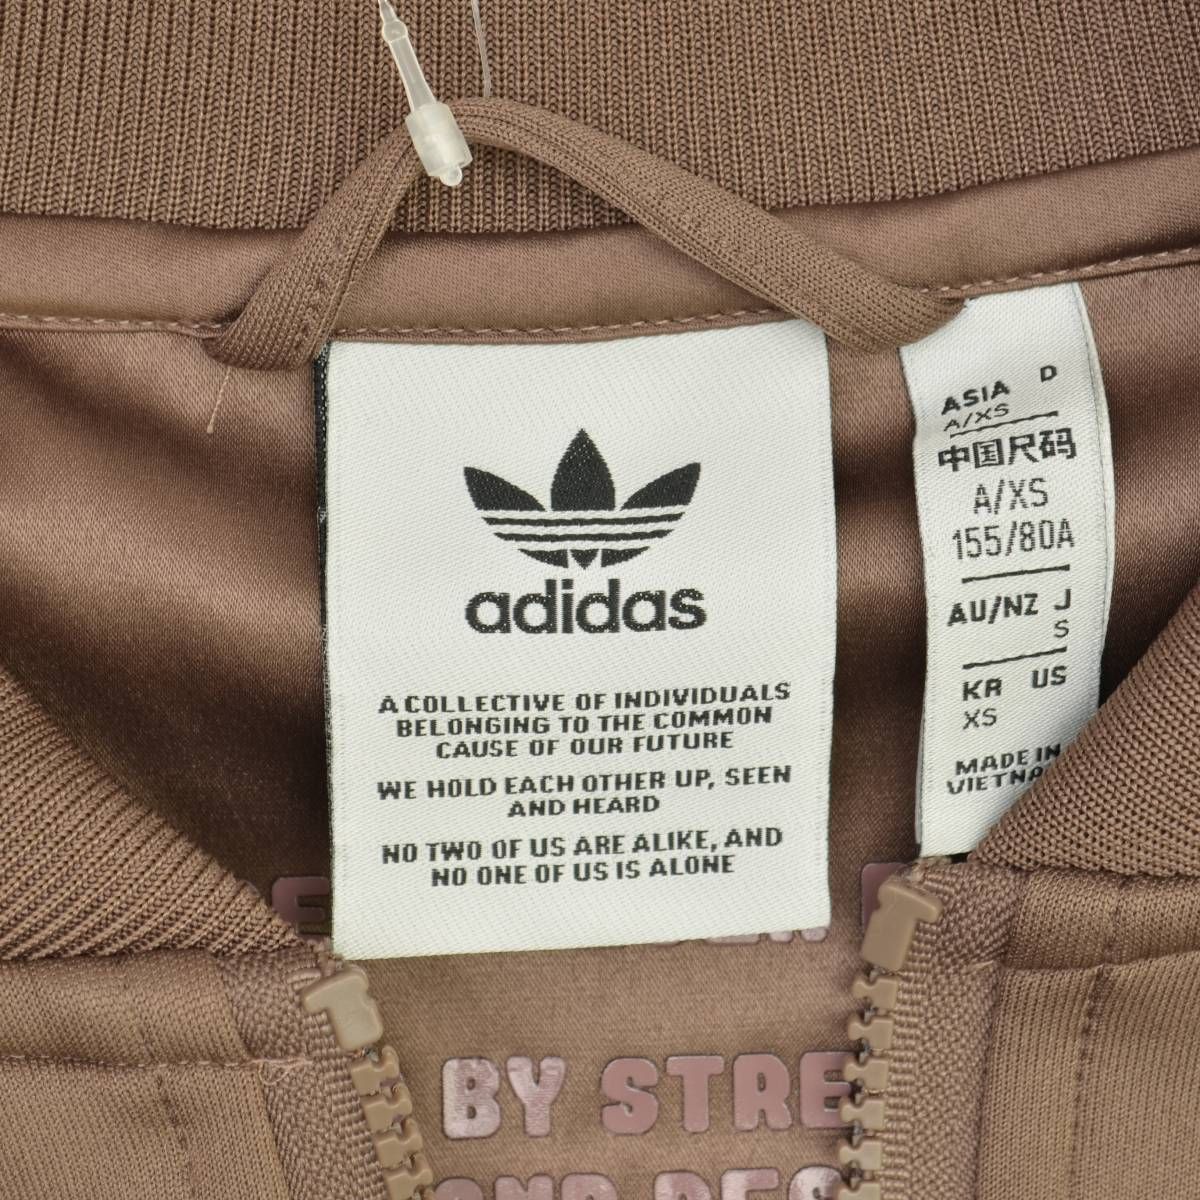 adidas
A COLLECTIVE OF INDIVIDUALS
BELONGING TO THE COMMON
CAUSE OF OUR FUTURE
WE HOLD EACH OTHER UP, SEEN
AND HEARD
NO TWO OF US ARE ALIKE, AND
NO ONE OF US IS ALONE
ASIA D
A/XS
中国尺码
A/XS
155/80A
AU/NZ J
S
KR US
XS
MADE IN
BY